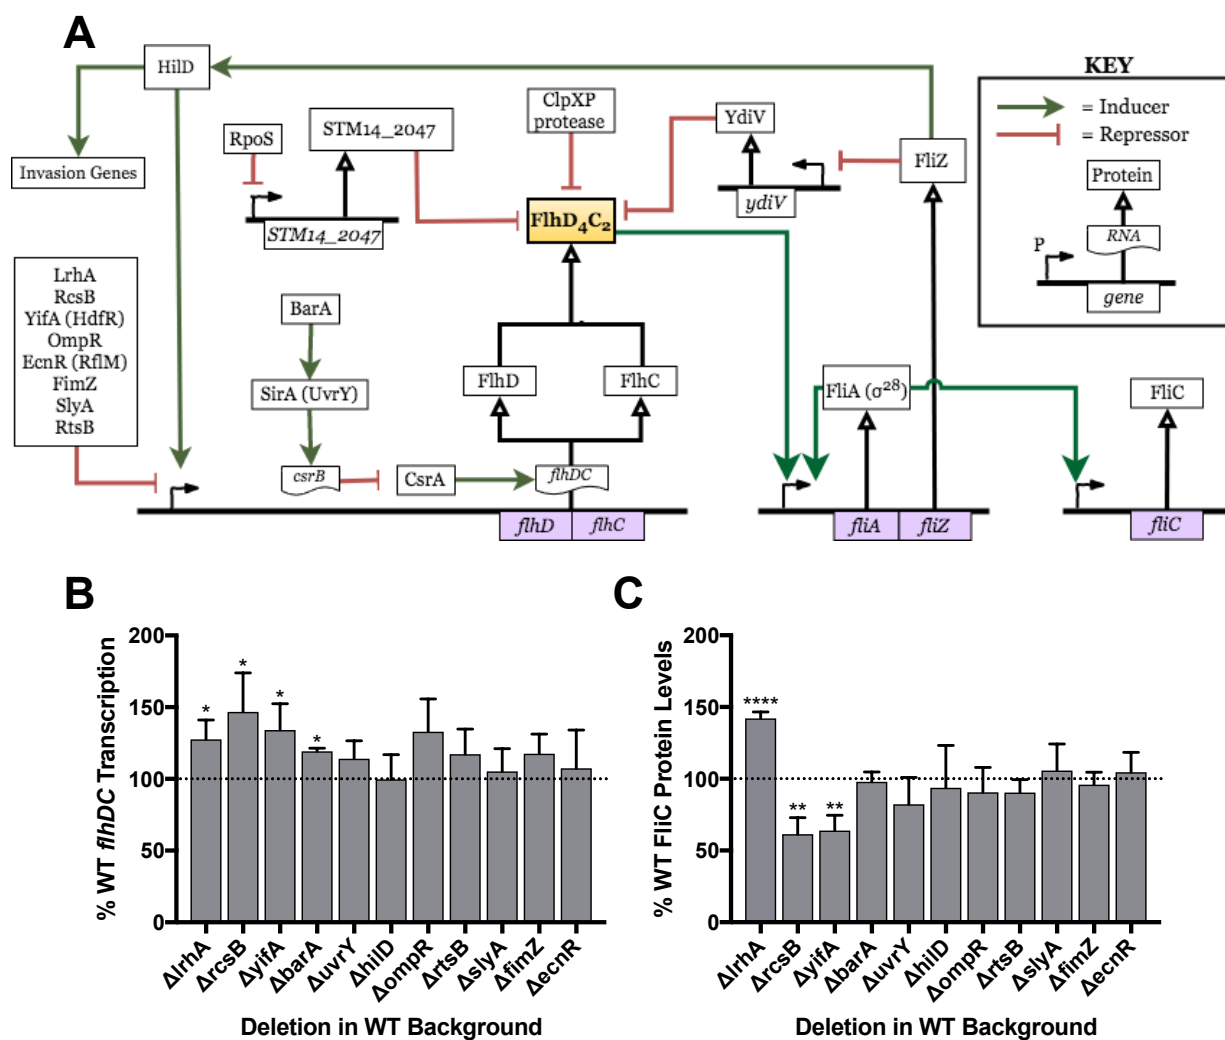 A
HilD
Invasion Genes
RpoS
STM14_2047
STM14_2047
ClpXP
protease
YdiV
ydiV
FliZ
FlhD4C2
KEY
= Inducer
= Repressor
Protein
RNA
P
gene
LrhA
RcsB
YifA (HdfR)
OmpR
EcnR (RflM)
FimZ
SlyA
RtsB
BarA
SirA (UvrY)
csrB
CsrA
flhDC
FlhD
FlhC
FliA (σ28)
FliC
flhD
flhC
fliA
fliZ
fliC
B
% WT flhDC Transcription
200
150
100
50
0
*
*
*
*
ΔlrhA
ΔrcsB
ΔyifA
ΔbarA
ΔuvrY
ΔhilD
ΔompR
ΔrtsB
ΔslyA
ΔfimZ
ΔecnR
Deletion in WT Background
C
% WT FliC Protein Levels
200
150
100
50
0
****
**
**
ΔlrhA
ΔrcsB
ΔyifA
ΔbarA
ΔuvrY
ΔhilD
ΔompR
ΔrtsB
ΔslyA
ΔfimZ
ΔecnR
Deletion in WT Background